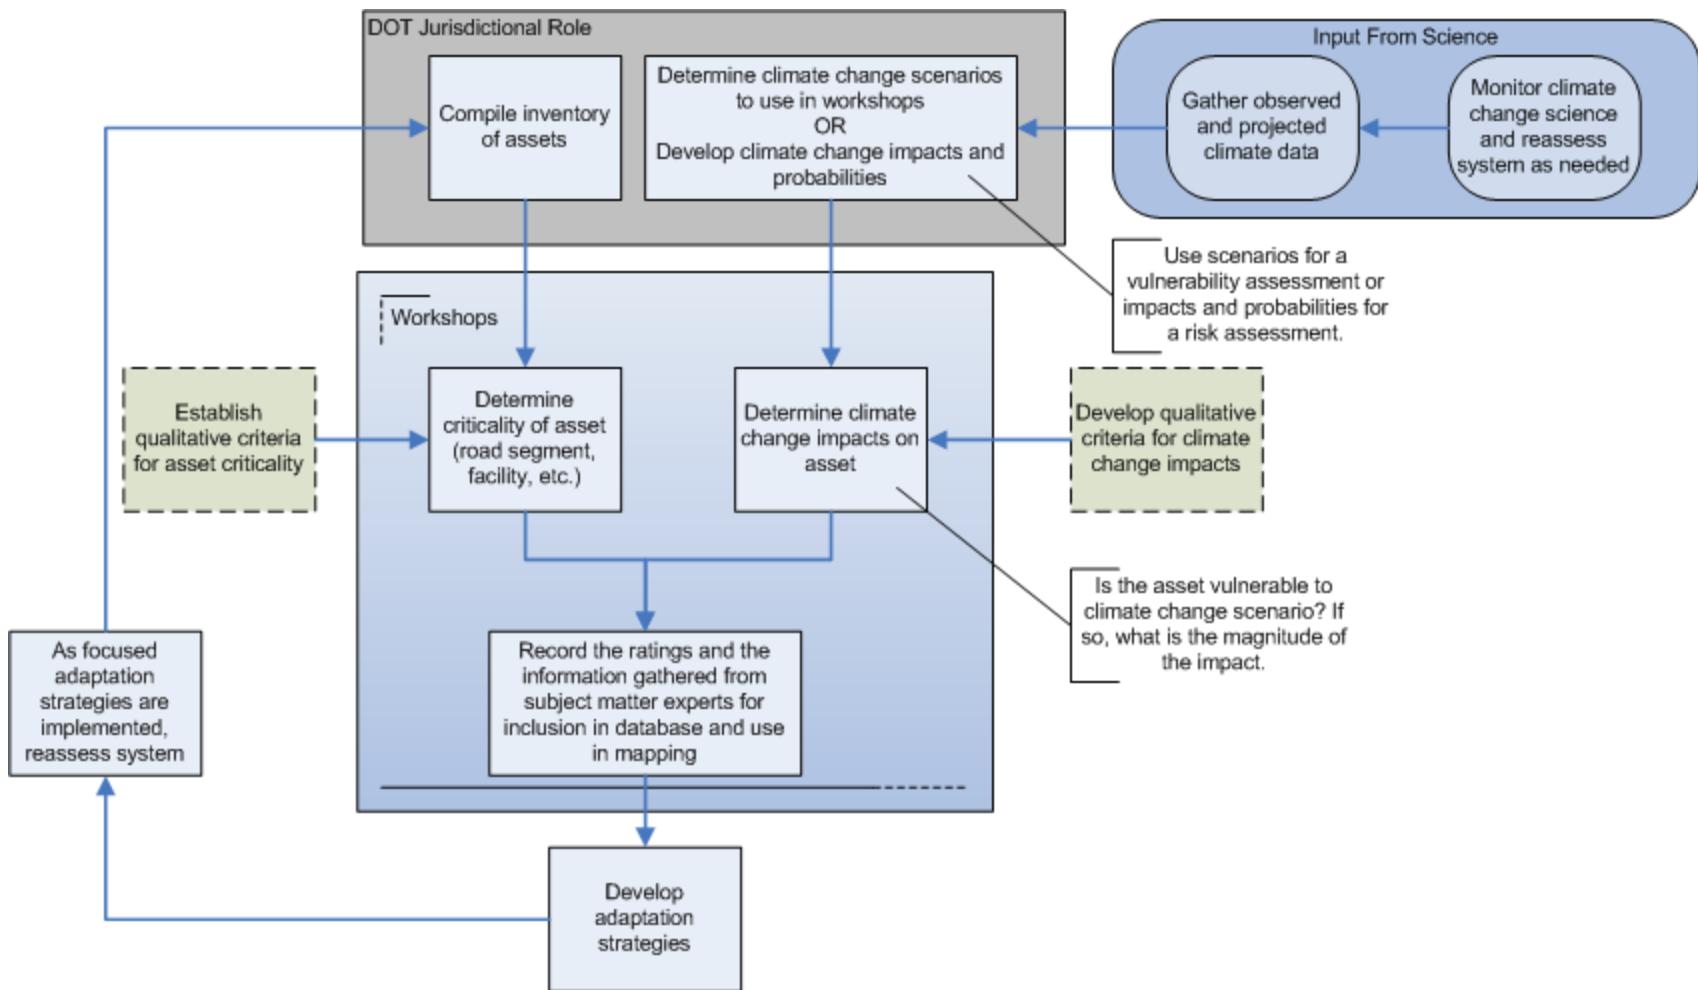 DOT Jurisdictional Role
Compile inventory
of assets
Determine climate change scenarios
to use in workshops
OR
Develop climate change impacts and
probabilities
Input From Science
Gather observed
and projected
climate data
Monitor climate
change science
and reassess
system as needed
Use scenarios for a
vulnerability assessment or
impacts and probabilities for
a risk assessment.
Workshops
Establish
qualitative criteria
for asset criticality
Determine
criticality of asset
(road segment,
facility, etc.)
Determine climate
change impacts on
asset
Develop qualitative
criteria for climate
change impacts
Is the asset vulnerable to
climate change scenario? If
so, what is the magnitude of
the impact.
As focused
adaptation
strategies are
implemented,
reassess system
Record the ratings and the
information gathered from
subject matter experts for
inclusion in database and use
in mapping
Develop
adaptation
strategies